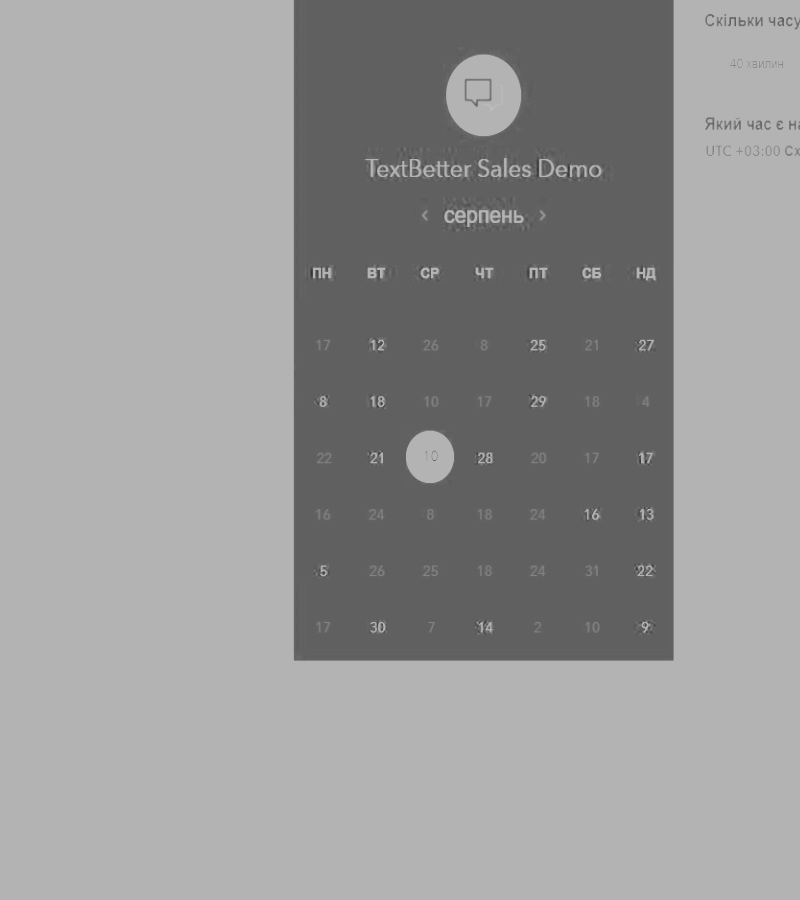 TextBetter Sales Demo
серпень
ПН ВТ СР ЧТ ПТ СБ НД
17 12 26 8 25 21 27
8 18 10 17 29 18 4
22 21 10 28 20 17 17
16 24 8 18 24 16 13
5 26 25 18 24 31 22
17 30 7 14 2 10 9
Скільки часу
40 хвилин
Який час є
UTC +03:00